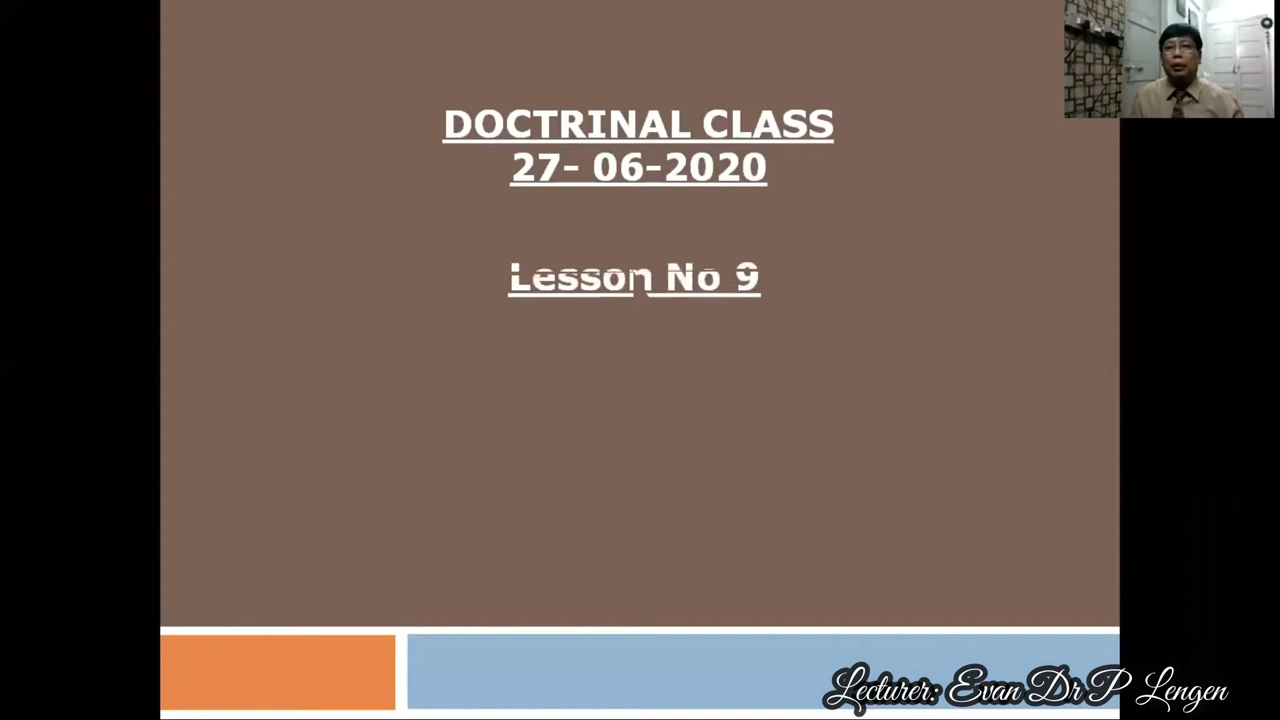 DOCTRINAL CLASS
27- 06-2020
Lesson No 9
Lecturer: Evan Dr P Lengen